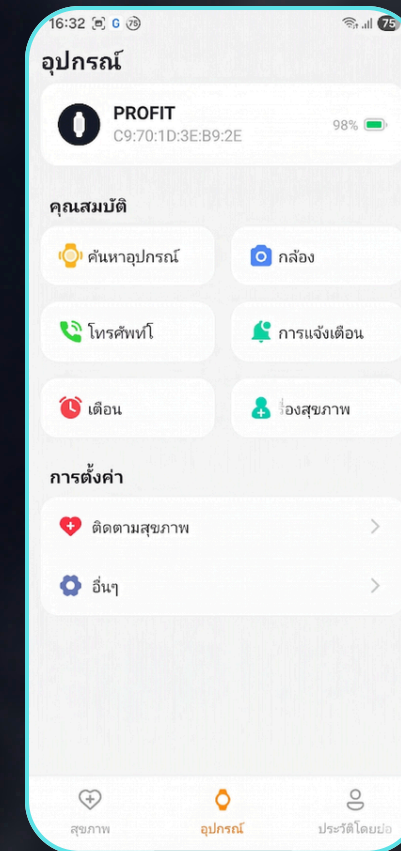 16:32 G 75 75
อุปกรณ์
PROFIT
C9:70:1D:3E:B9:2E 98%
คุณสมบัติ
ค้นหาอุปกรณ์ กล้อง
โทรศัพท์โ การแจ้งเตือน
เตือน รื่องสุขภาพ
การตั้งค่า
ติดตามสุขภาพ
อื่นๆ
สุขภาพ อุปกรณ์ ประวัติโดยย่อ